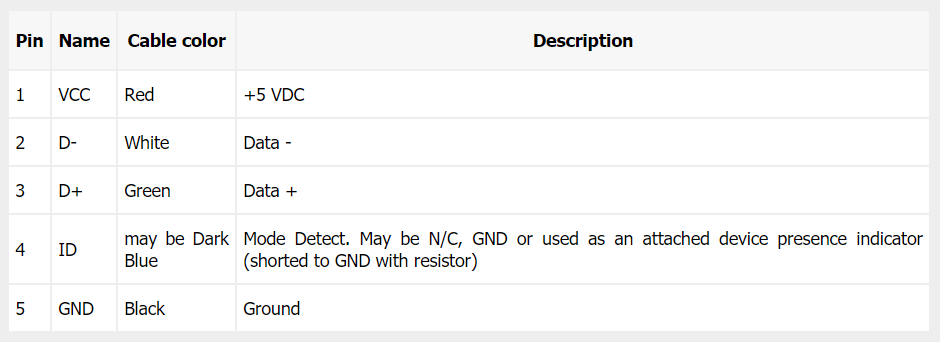 Pin Name Cable color Description
1 VCC Red +5 VDC
2 D- White Data -
3 D+ Green Data +
4 ID may be Dark Blue Mode Detect. May be N/C, GND or used as an attached device presence indicator (shorted to GND with resistor)
5 GND Black Ground